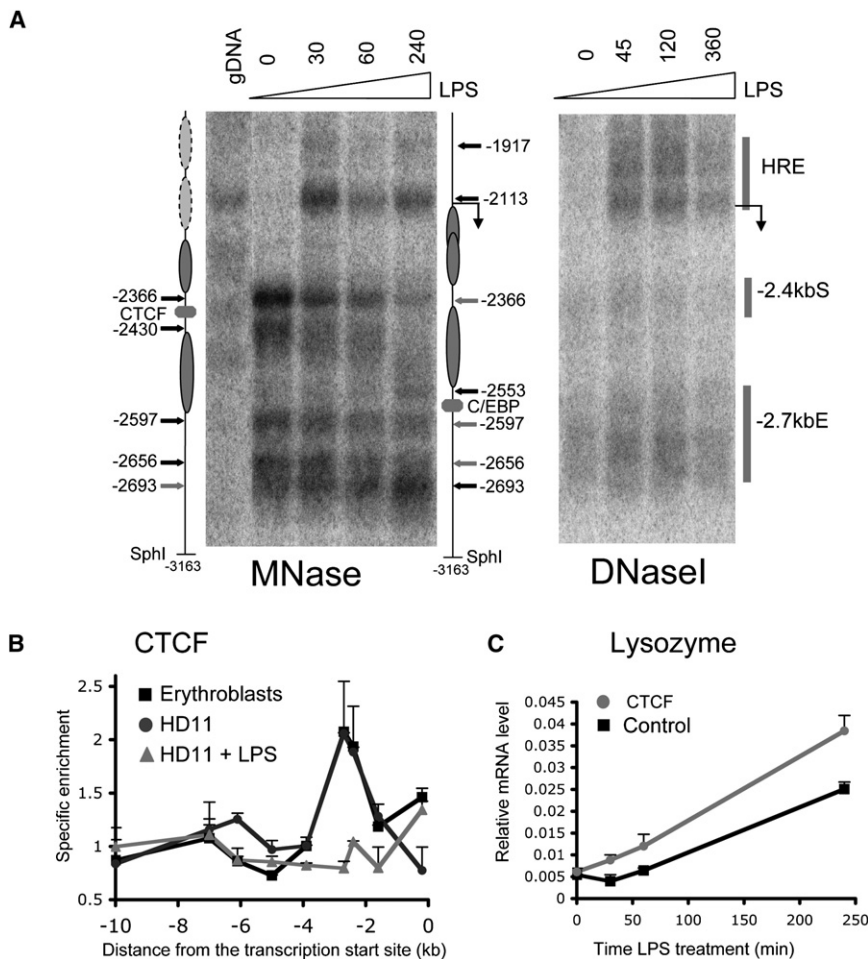 A
gDNA
0
30
60
240
LPS
0
45
120
360
LPS
-2366
CTCF
-2430
-2597
-2656
-2693
SphI
-3163
MNase
-1917
-2113
-2366
-2553
C/EBP
-2597
-2656
-2693
SphI
-3163
DNaseI
HRE
-2.4kbS
-2.7kbE
B
CTCF
Specific enrichment
2.5
2
1.5
1
0.5
Erythroblasts
HD11
HD11 + LPS
-10
-8
-6
-4
-2
0
Distance from the transcription start site (kb)
C
Lysozyme
Relative mRNA level
0.045
0.04
0.035
0.03
0.025
0.02
0.015
0.01
0.005
0
CTCF
Control
0
50
100
150
200
250
Time LPS treatment (min)